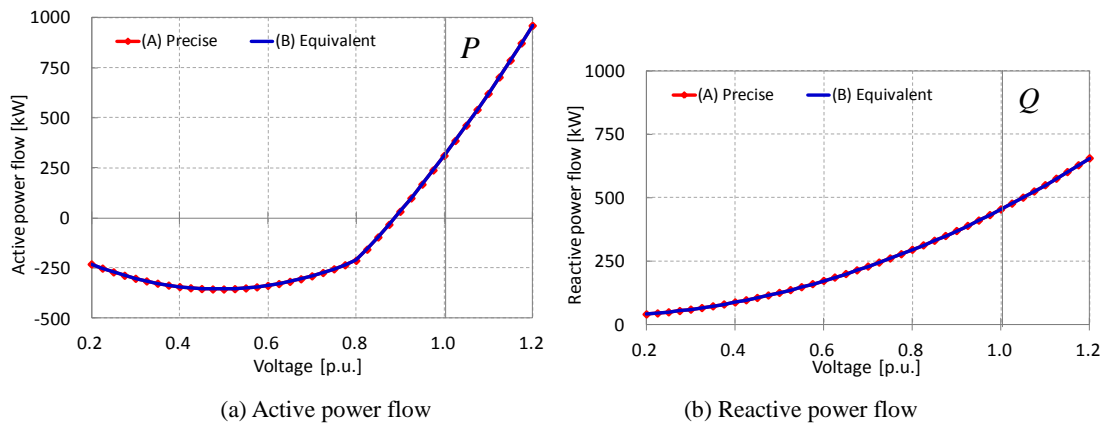 1000
750
500
250
0
-250
-500
Active power flow [kW]
(A) Precise (B) Equivalent
P
0.2 0.4 0.6 0.8 1.0 1.2
Voltage [p.u.]
(a) Active power flow
1000
750
500
250
0
Reactive power flow [kW]
(A) Precise (B) Equivalent
Q
0.2 0.4 0.6 0.8 1.0 1.2
Voltage [p.u.]
(b) Reactive power flow